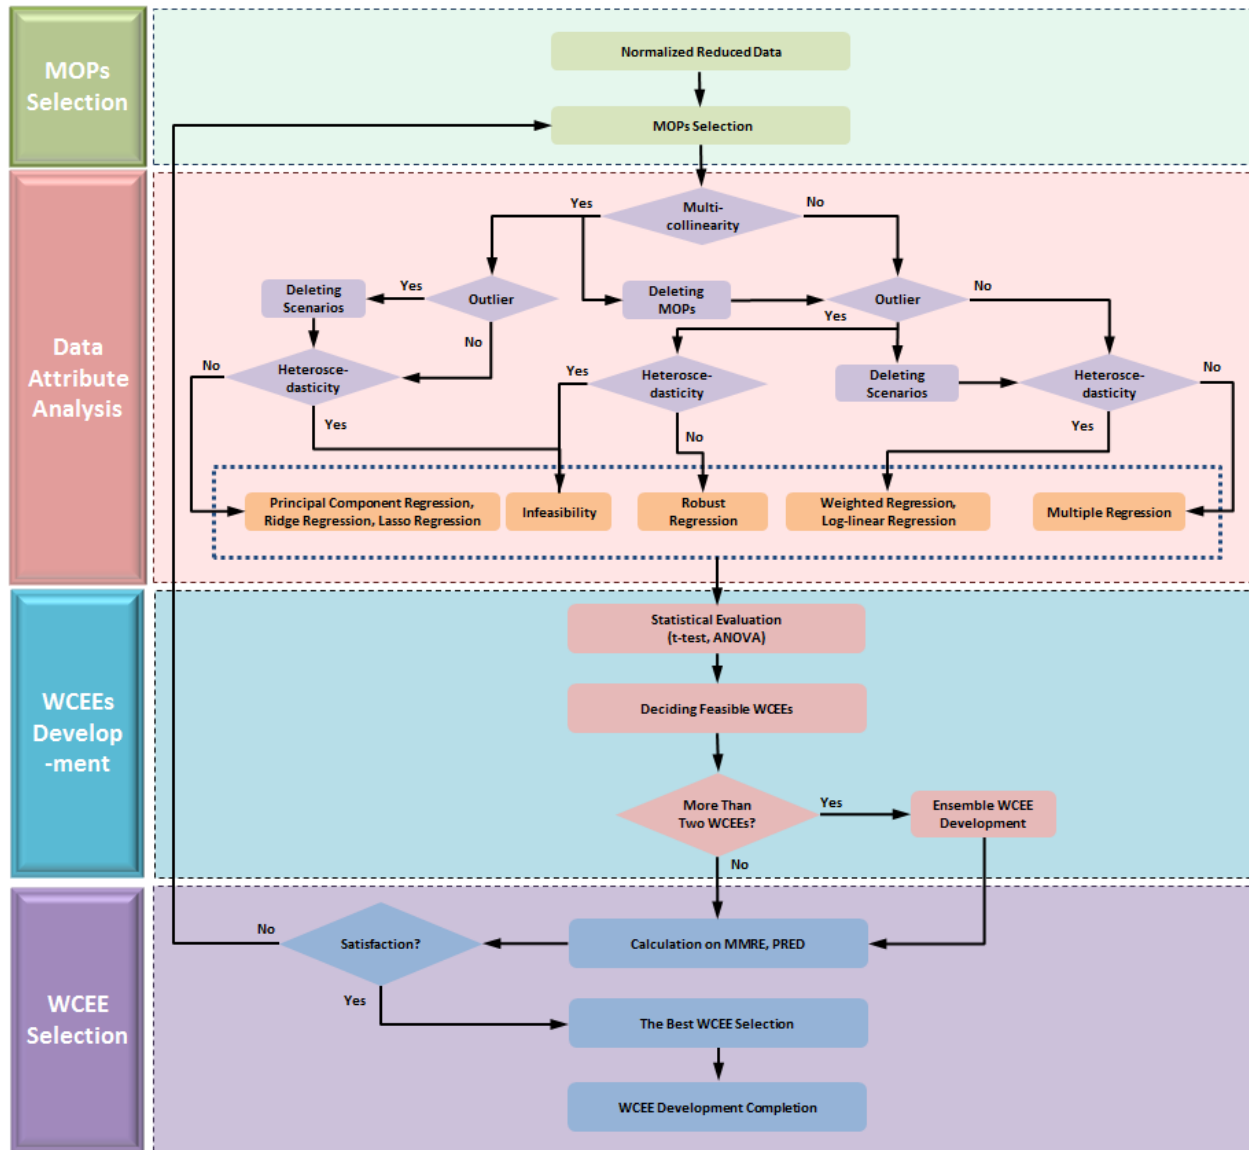 MOPs
Selection
Normalized Reduced Data
MOPs Selection
Data
Attribute
Analysis
Multi-
collinearity
Yes
No
Deleting
Scenarios
Yes
Outlier
No
Deleting
MOPs
Outlier
No
Yes
No
Heterosce-
dasticity
Yes
Yes
Heterosce-
dasticity
No
Deleting
Scenarios
Heterosce-
dasticity
No
Yes
Principal Component Regression,
Ridge Regression, Lasso Regression
Infeasibility
Robust
Regression
Weighted Regression,
Log-linear Regression
Multiple Regression
WCEEs
Develop
-ment
Statistical Evaluation
(t-test, ANOVA)
Deciding Feasible WCEEs
More Than
Two WCEEs?
Yes
No
Ensemble WCEE
Development
WCEE
Selection
No
Satisfaction?
Yes
Calculation on MMRE, PRED
The Best WCEE Selection
WCEE Development Completion